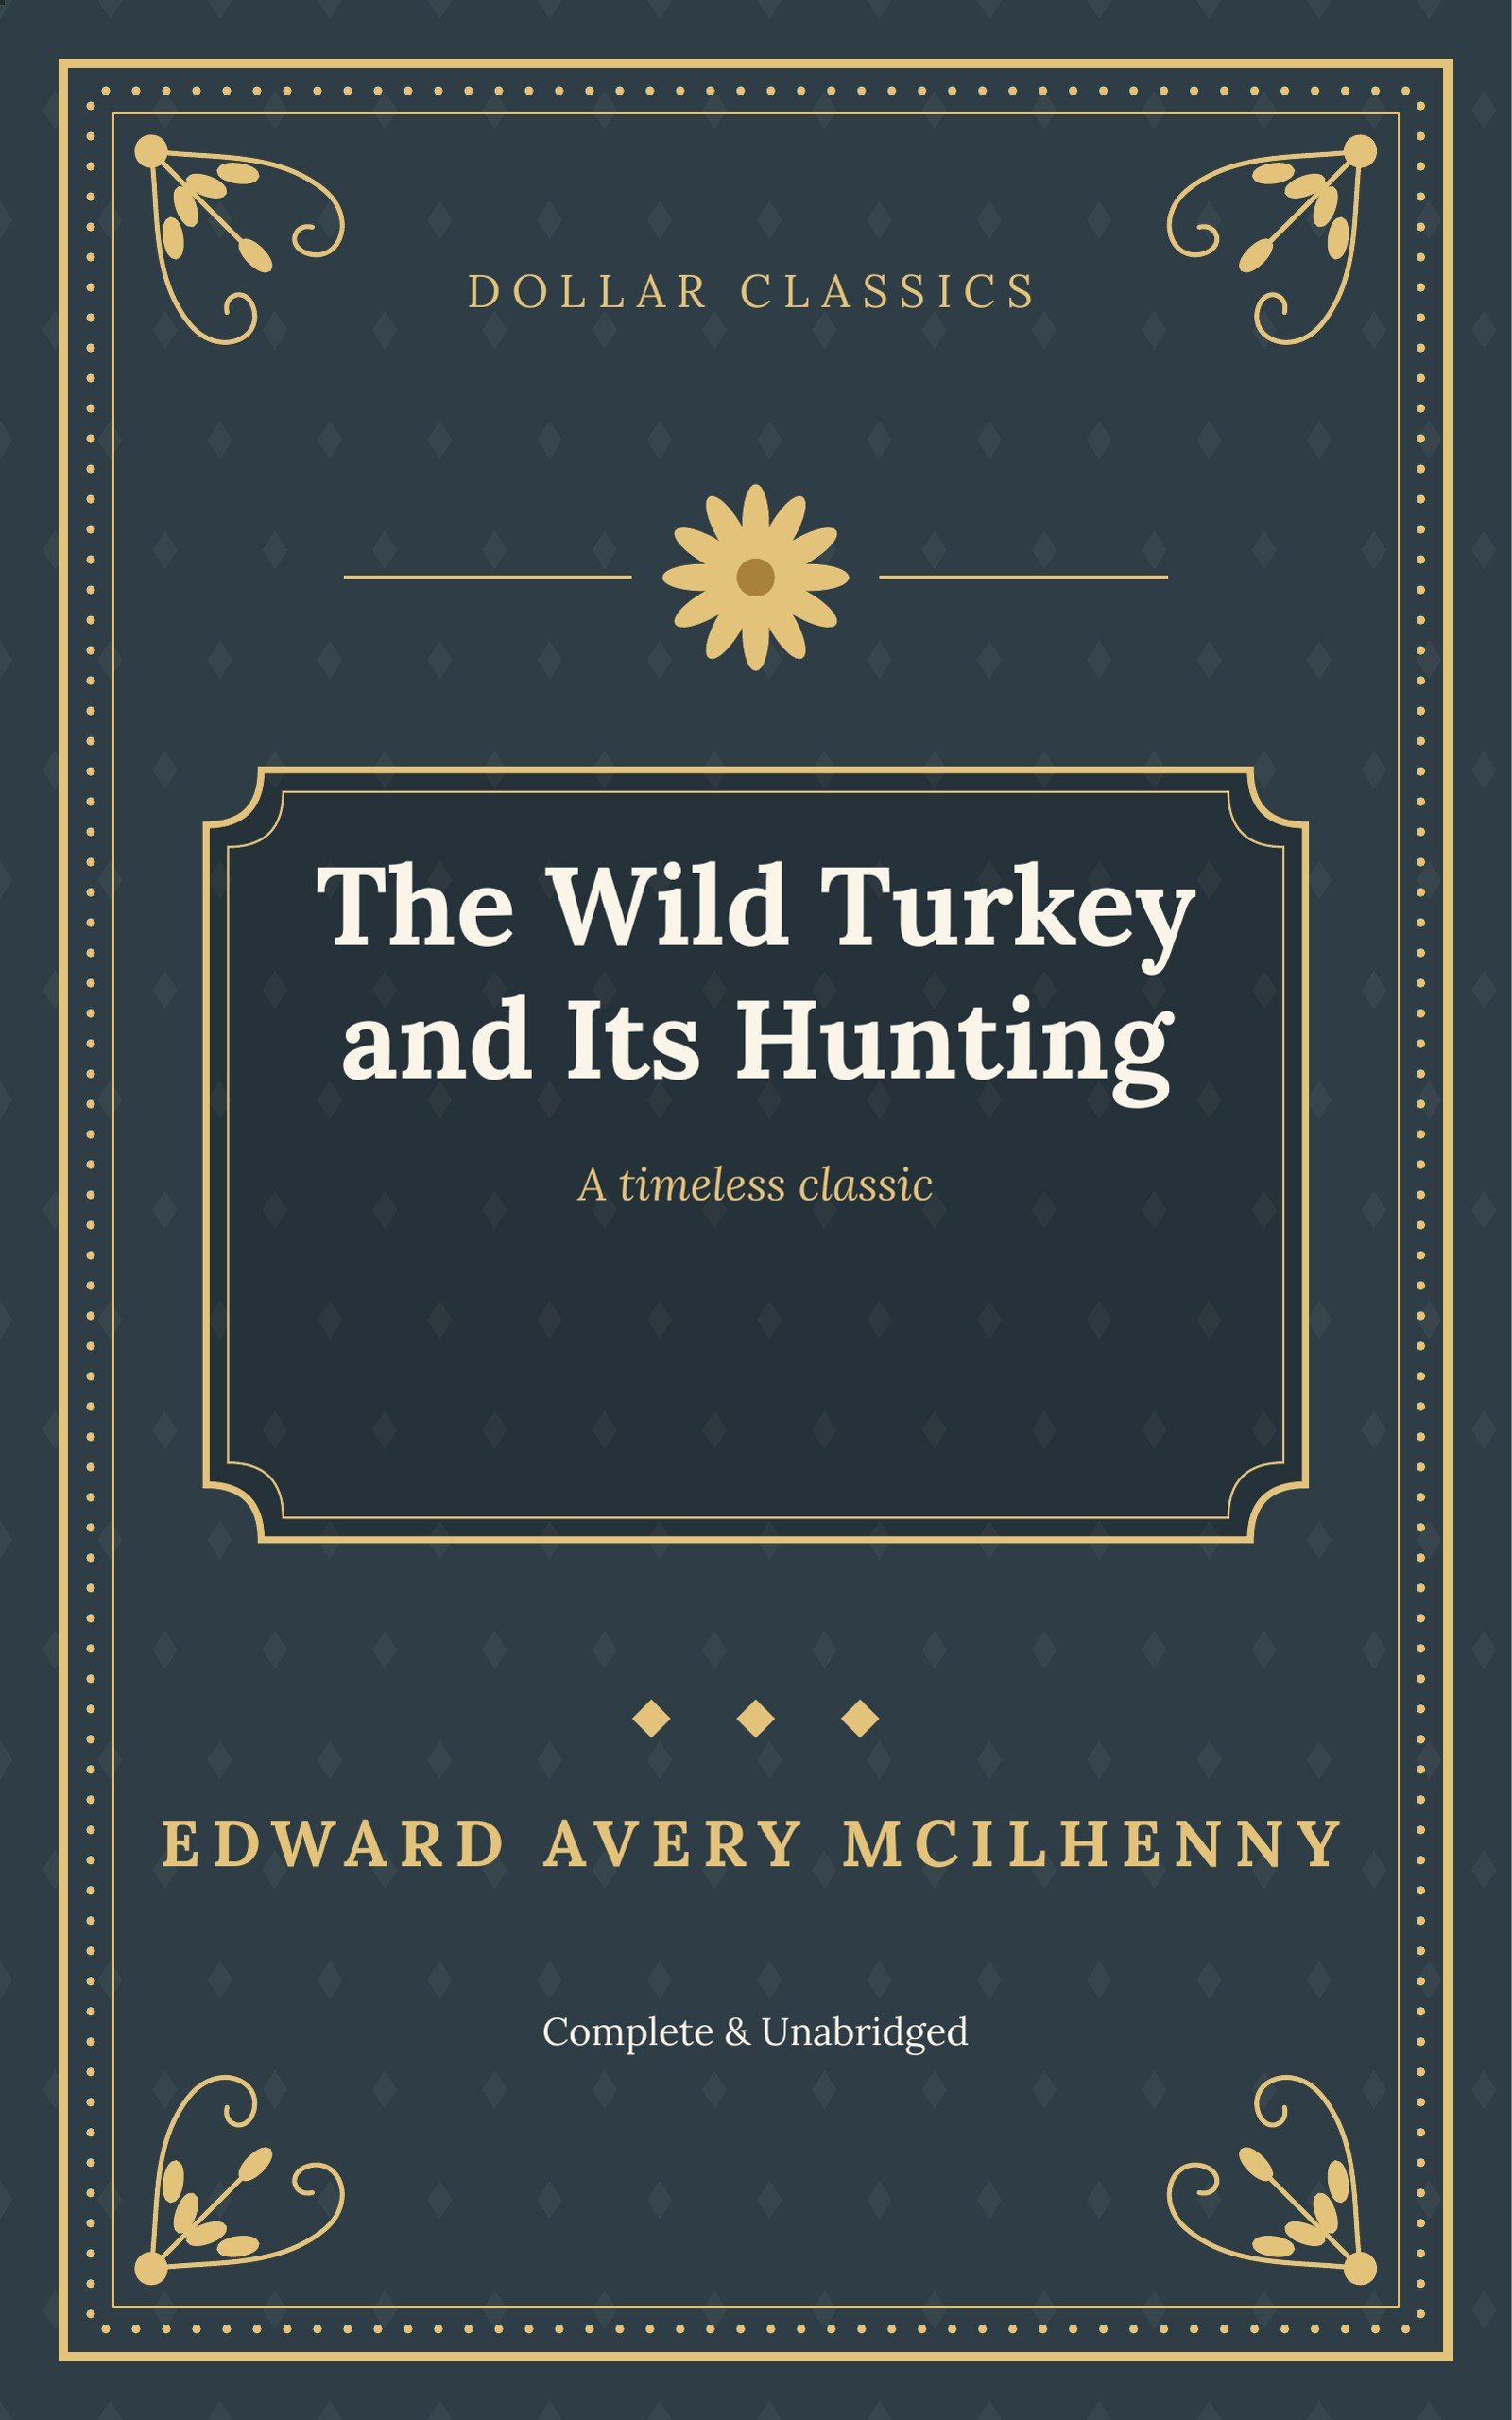 DOLLAR CLASSICS
The Wild Turkey
and Its Hunting
A timeless classic
EDWARD AVERY MCILHENNY
Complete & Unabridged